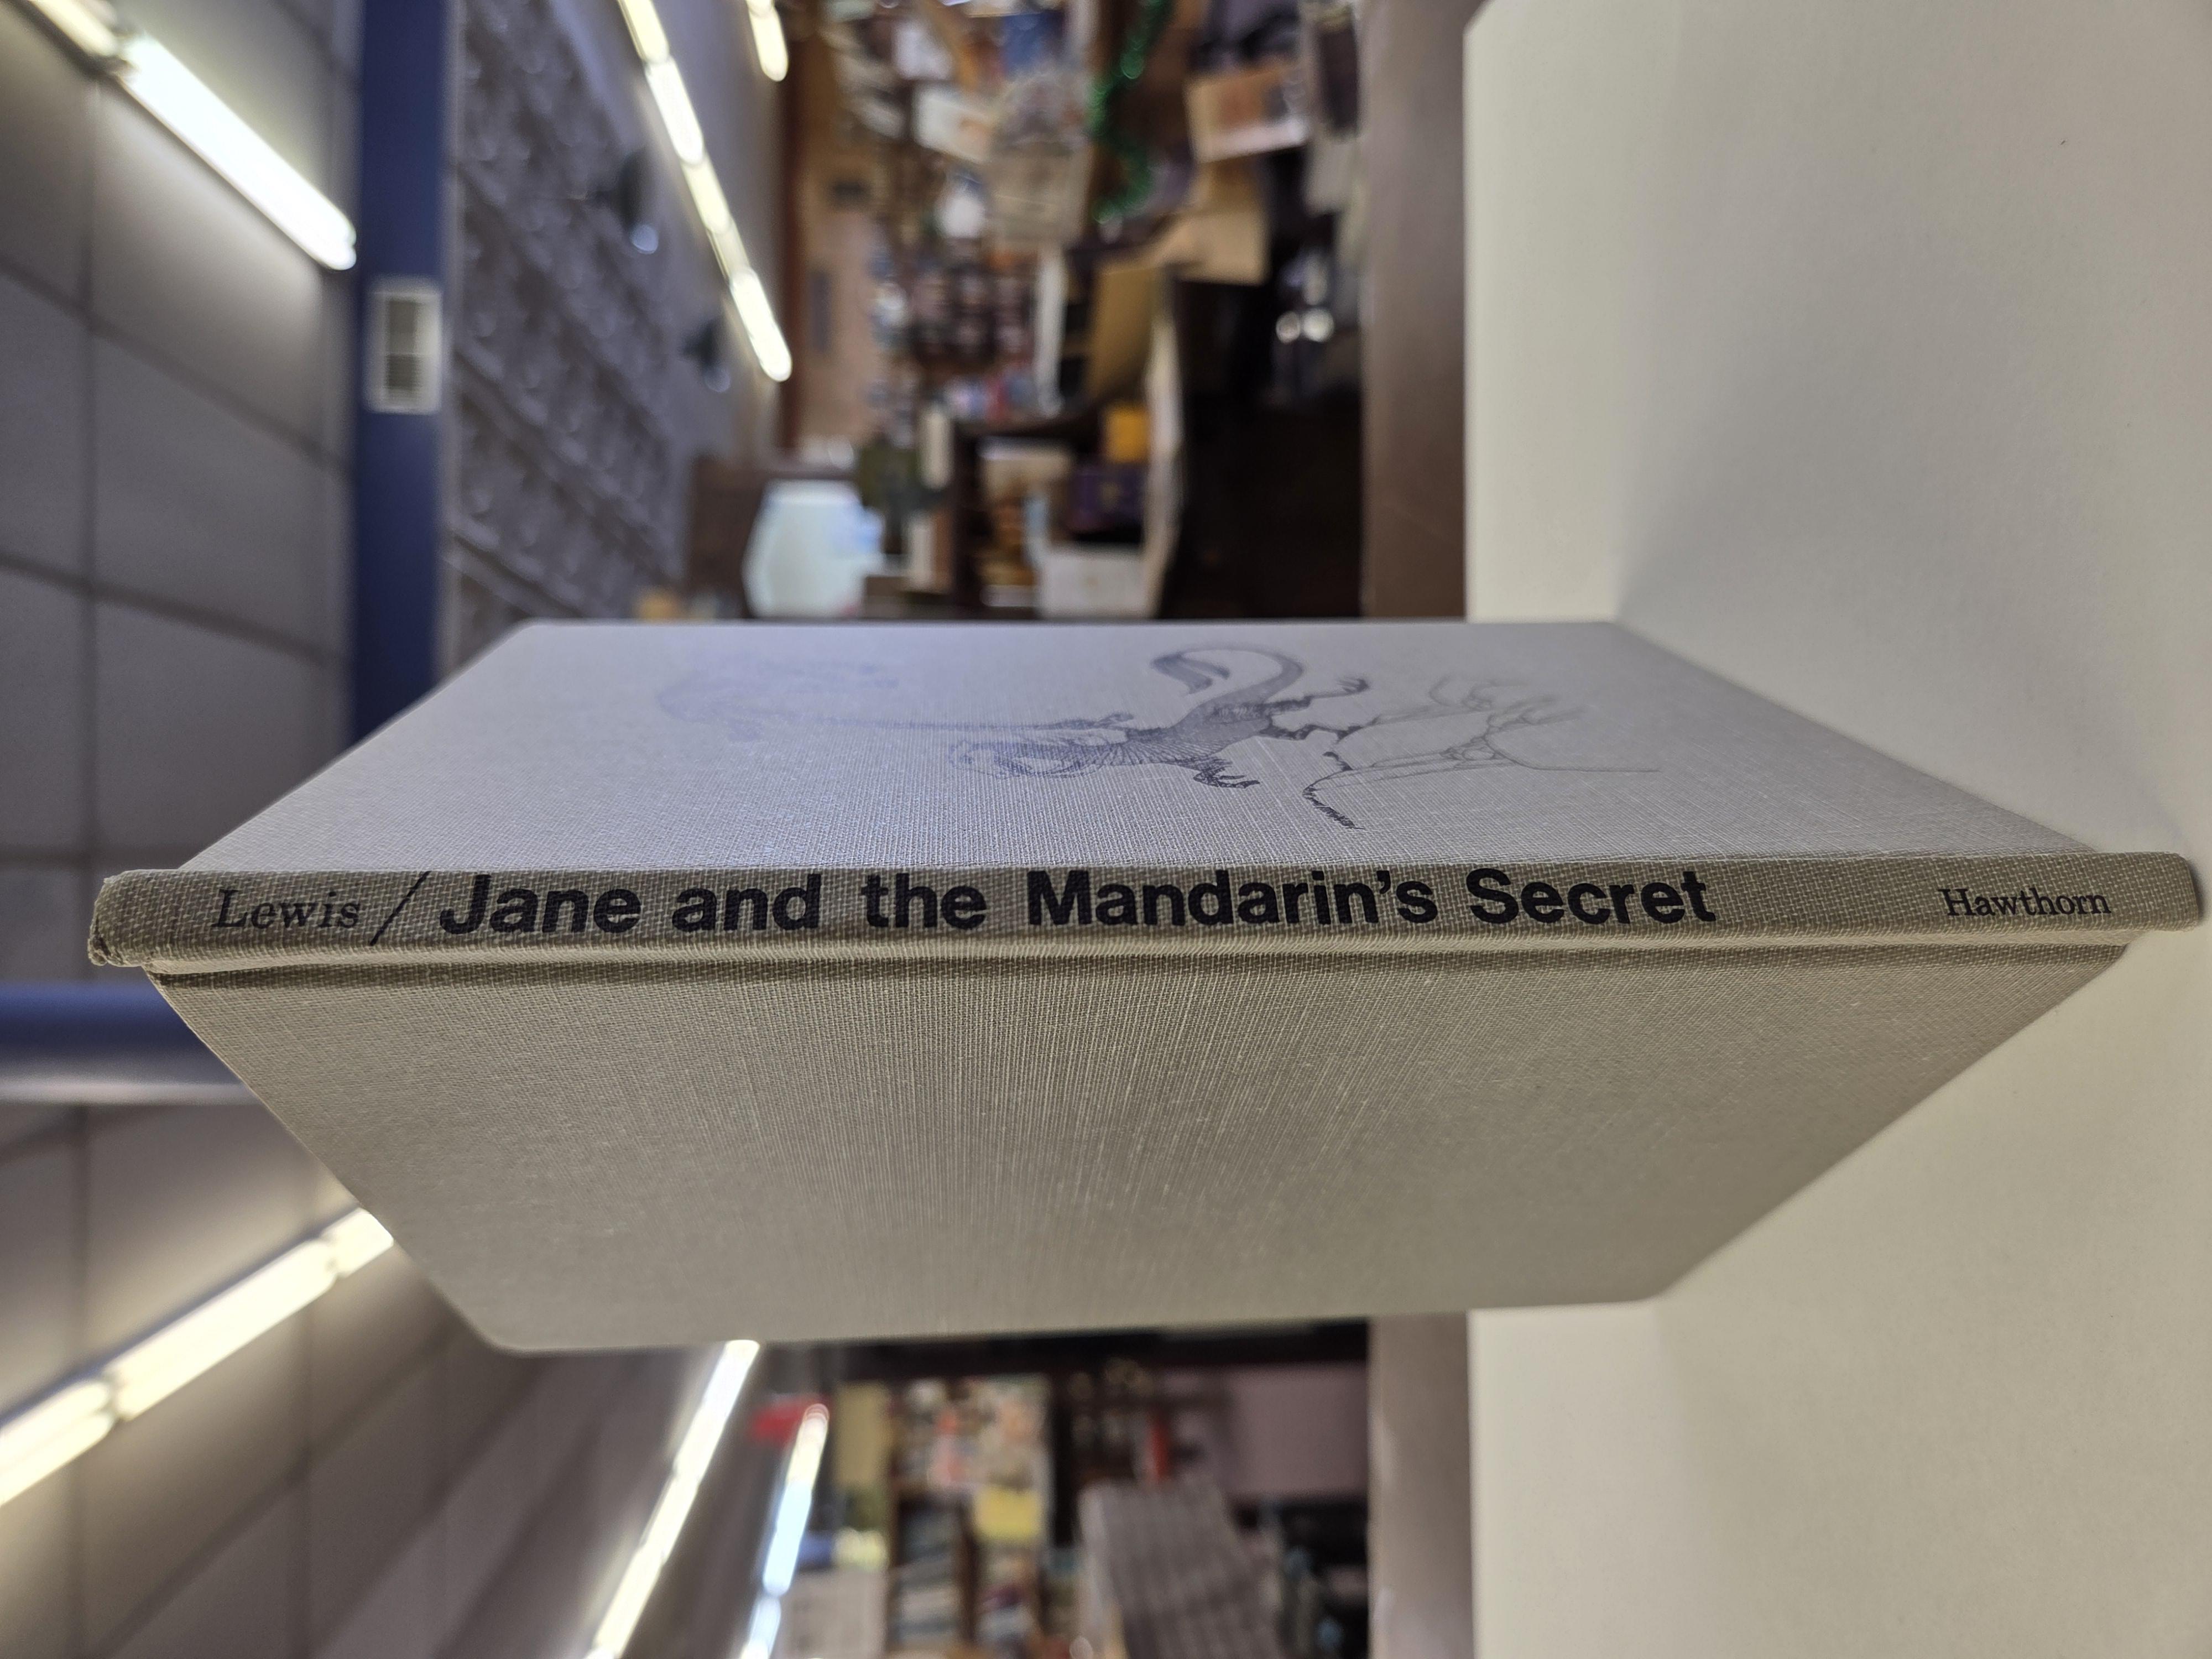 Lewis / Jane and the Mandarin's Secret Hawthorn